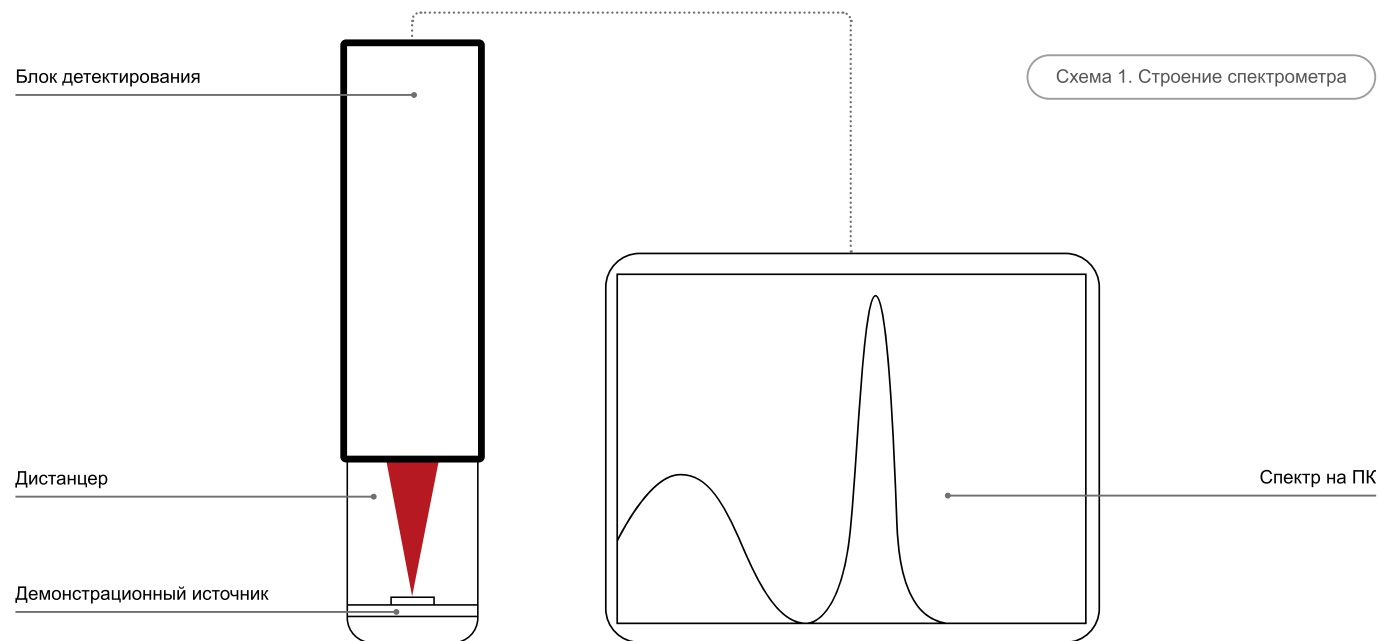 Блок детектирования
Схема 1. Строение спектрометра
Дистанцер
Спектр на ПК
Демонстрационный источник